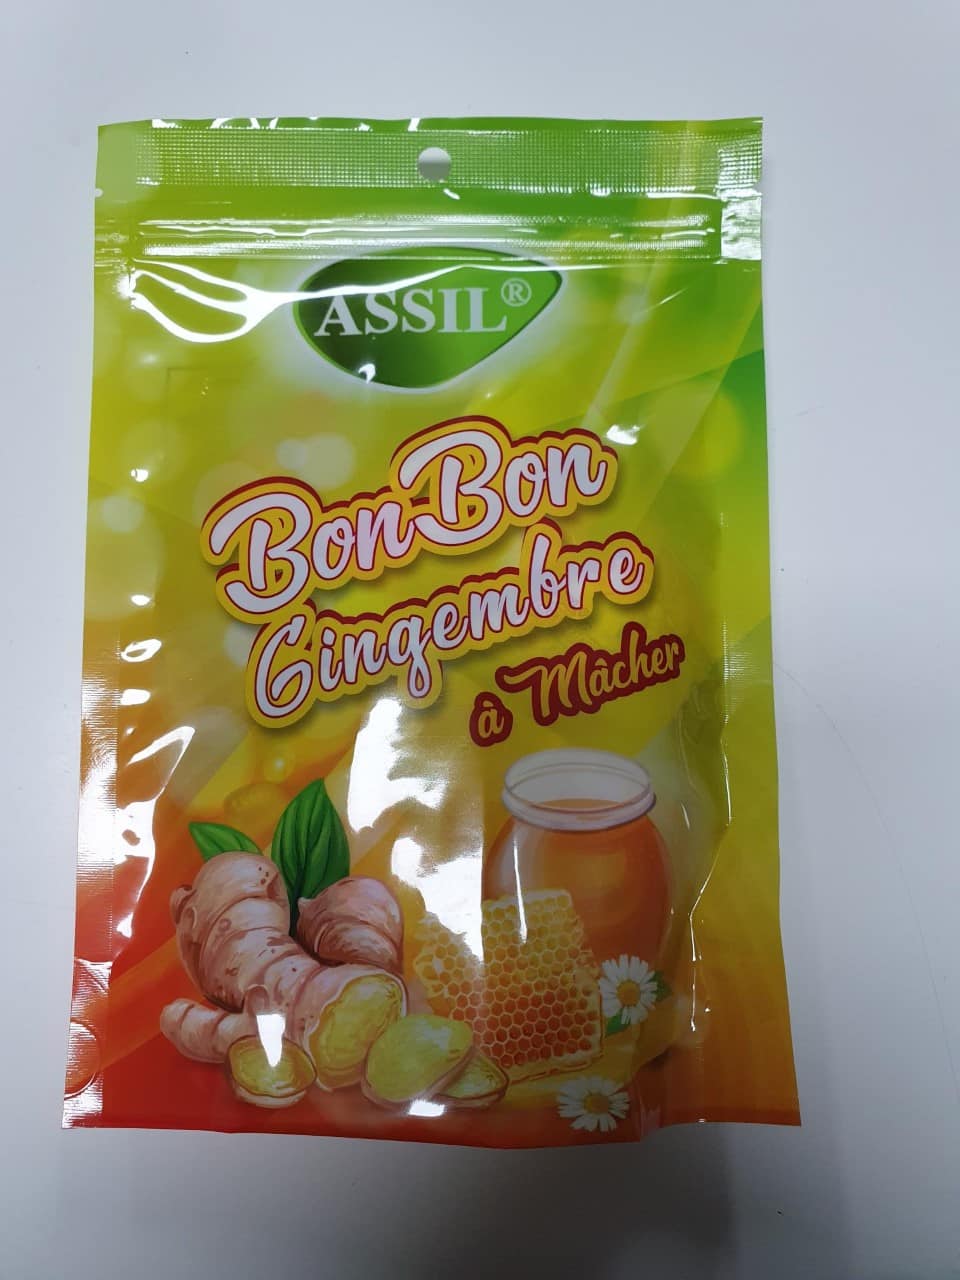 ASSIL®
BonBon
Gingembre
à Mâcher